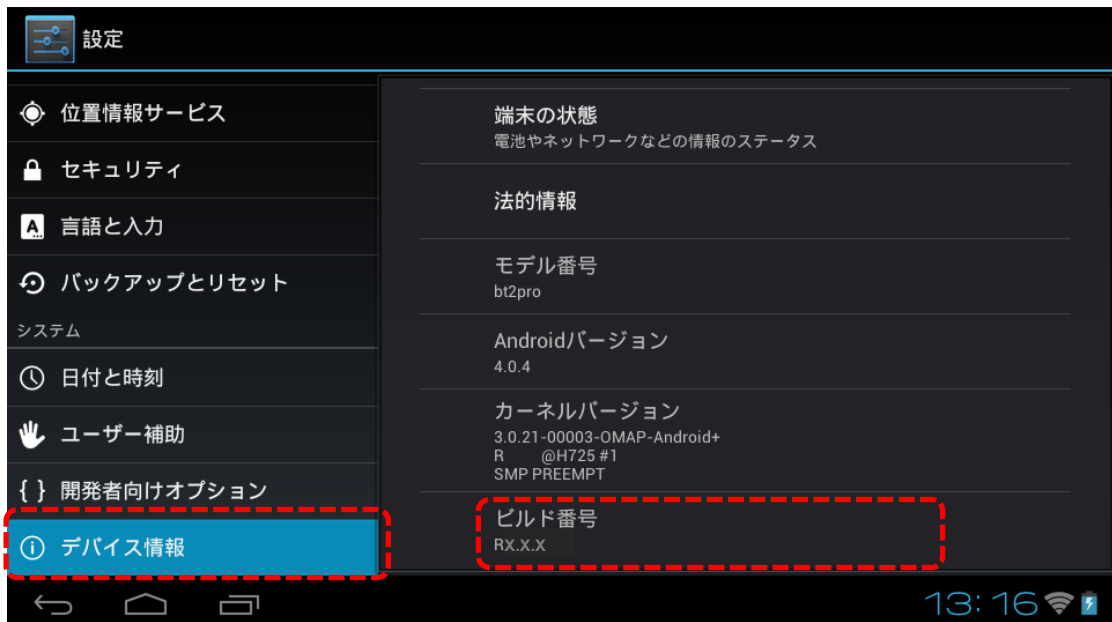 設定
位置情報サービス
セキュリティ
言語と入力
バックアップとリセット
システム
日付と時刻
ユーザー補助
{ } 開発者向けオプション
デバイス情報
端末の状態
電池やネットワークなどの情報のステータス
法的情報
モデル番号
bt2pro
Androidバージョン
4.0.4
カーネルバージョン
3.0.21-00003-OMAP-Android+
R @H725 #1
SMP PREEMPT
ビルド番号
RX.X.X
13:16